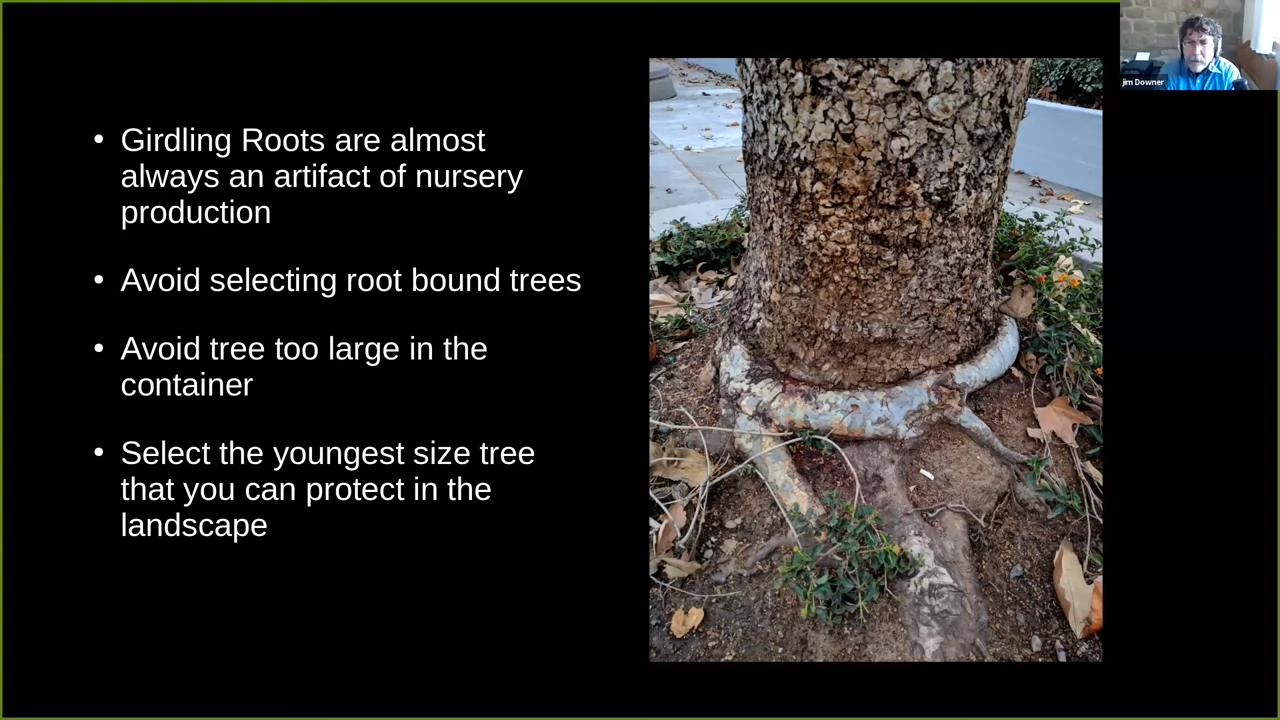 • Girdling Roots are almost
always an artifact of nursery
production
• Avoid selecting root bound trees
• Avoid tree too large in the
container
• Select the youngest size tree
that you can protect in the
landscape
jim Downer